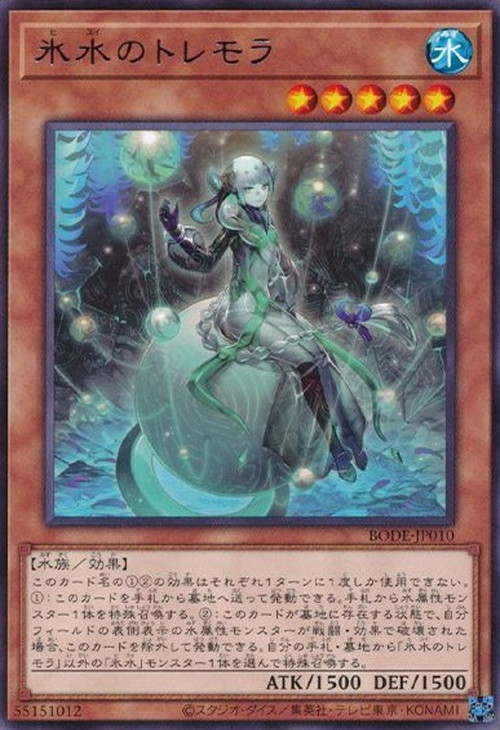 氷水のトレモラ
水
BODE-JP010
【水族／効果】
このカード名の①②の効果はそれぞれ1ターンに1度しか使用できない。
①：このカードを手札から墓地へ送って発動できる。手札から水属性モン
スター1体を特殊召喚する。②：このカードが墓地に存在する状態で、自分
フィールドの表側表示の水属性モンスターが戦闘・効果で破壊された
場合、このカードを除外して発動できる。自分の手札・墓地から「氷水のトレ
モラ」以外の「氷水」モンスター1体を選んで特殊召喚する。
ATK/1500 DEF/1500
55151012 ©スタジオ・ダイス／集英社・テレビ東京・KONAMI